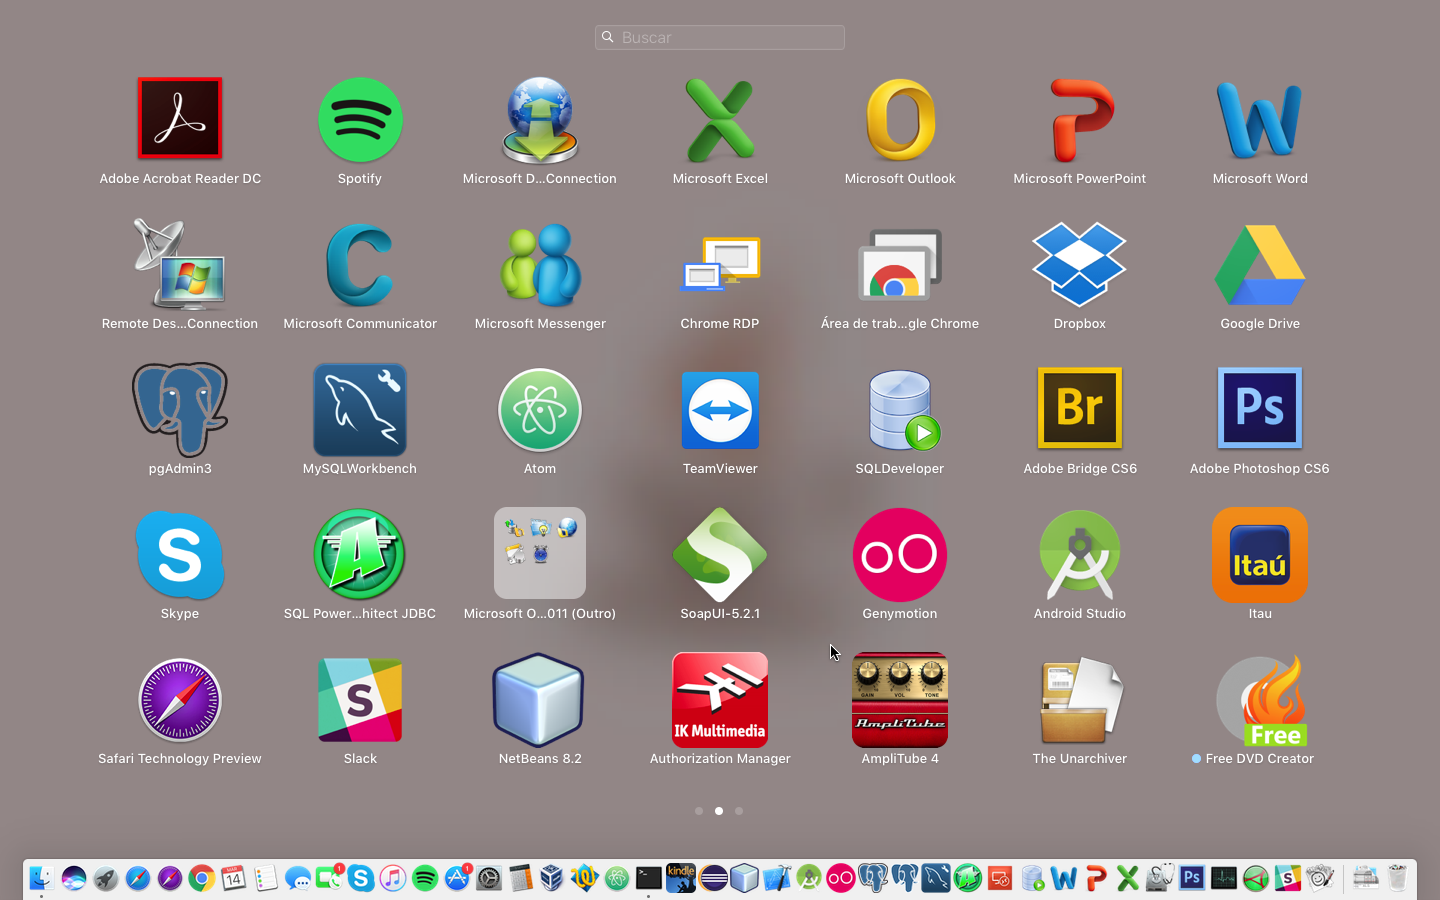 Buscar
Adobe Acrobat Reader DC
Spotify
Microsoft D...Connection
Microsoft Excel
Microsoft Outlook
Microsoft PowerPoint
Microsoft Word
Remote Des...Connection
Microsoft Communicator
Microsoft Messenger
Chrome RDP
Área de trab...gle Chrome
Dropbox
Google Drive
Br
Ps
pgAdmin3
MySQLWorkbench
Atom
TeamViewer
SQLDeveloper
Adobe Bridge CS6
Adobe Photoshop CS6
Itaú
Skype
SQL Power...hitect JDBC
Microsoft O...011 (Outro)
SoapUI-5.2.1
Genymotion
Android Studio
Itau
GAIN VOL TONE
AmpliTube
IK Multimedia
Free
Safari Technology Preview
Slack
NetBeans 8.2
Authorization Manager
AmpliTube 4
The Unarchiver
Free DVD Creator
MAR
14
1
1
kindle
Ps